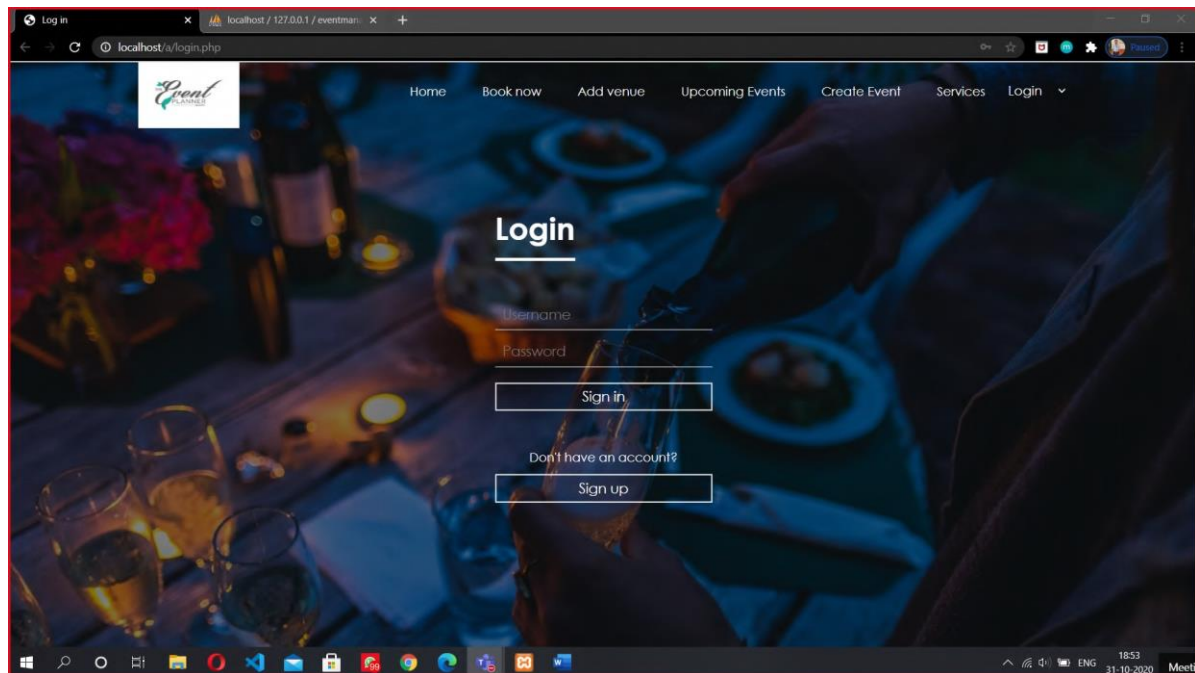 Log in
localhost / 127.0.0.1 / eventman
localhost/a/login.php
Paused
Event
PLANNER
Home Book now Add venue Upcoming Events Create Event Services Login
Login
Username
Password
Sign in
Don't have an account?
Sign up
99
ENG
18:53
31-10-2020
Meeti